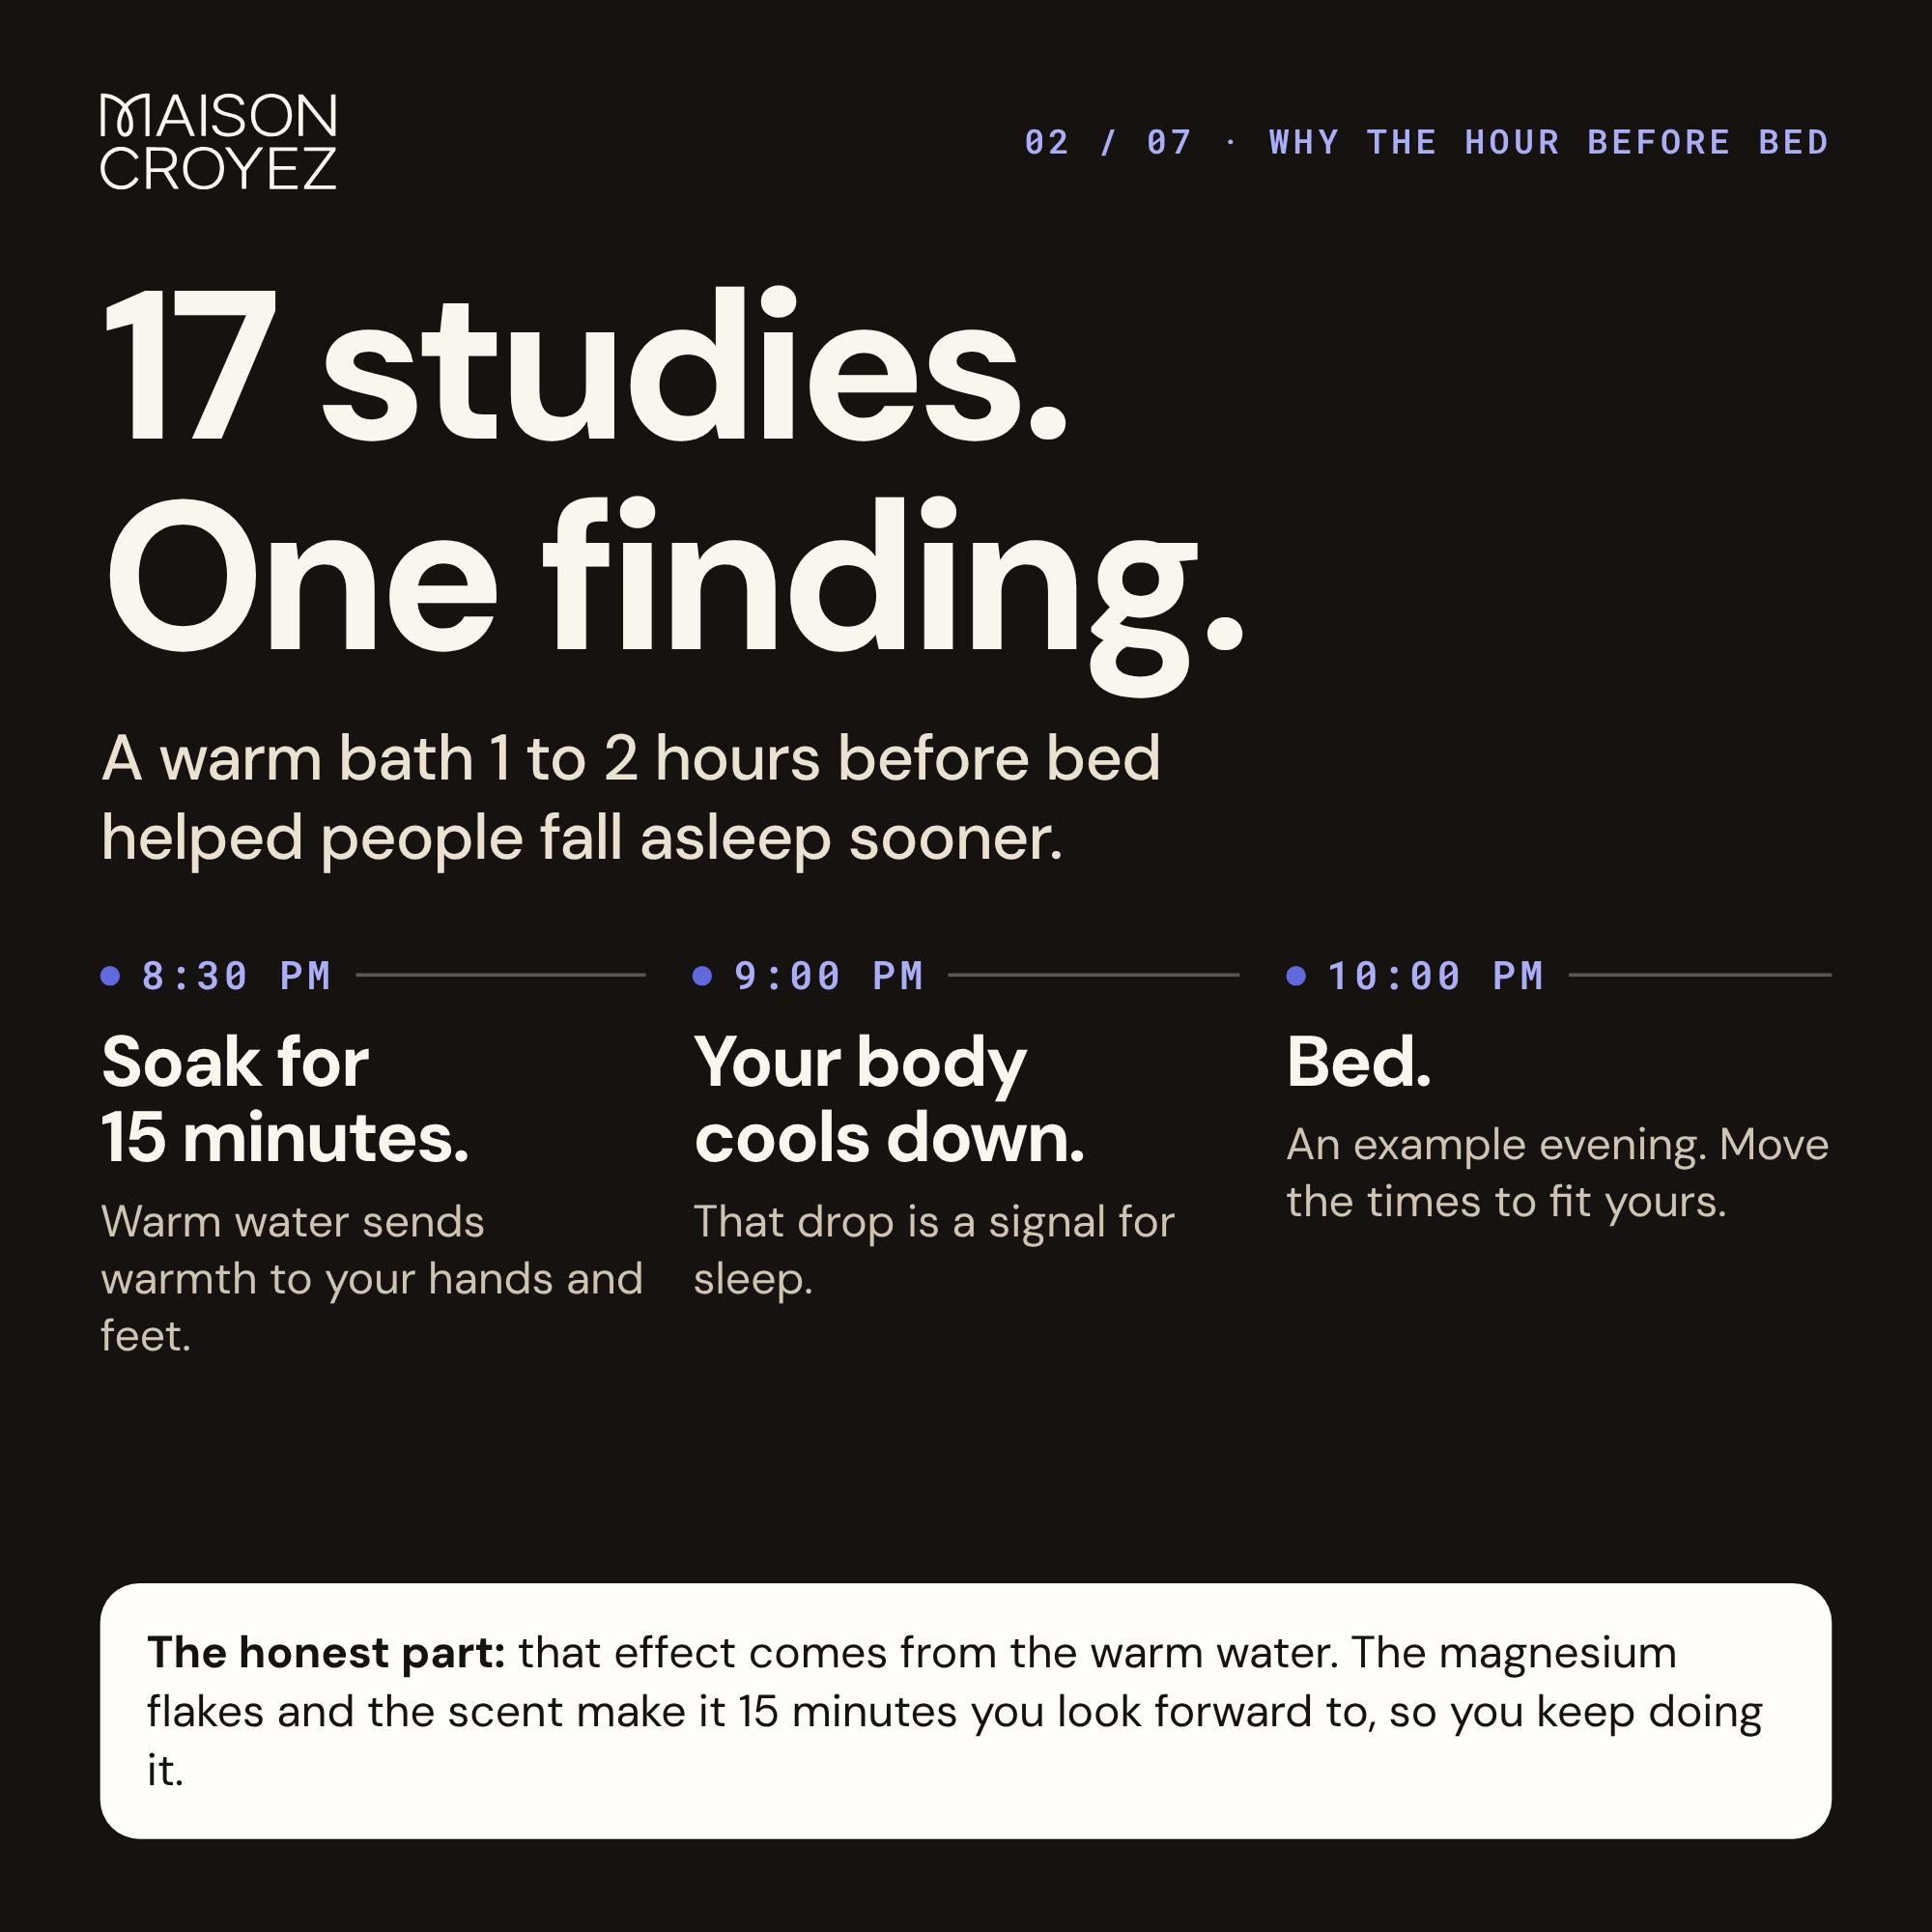 MAISON
CROYEZ
02 / 07 · WHY THE HOUR BEFORE BED
17 studies.
One finding.
A warm bath 1 to 2 hours before bed
helped people fall asleep sooner.
8:30 PM
Soak for
15 minutes.
Warm water sends
warmth to your hands and
feet.
9:00 PM
Your body
cools down.
That drop is a signal for
sleep.
10:00 PM
Bed.
An example evening. Move
the times to fit yours.
The honest part: that effect comes from the warm water. The magnesium
flakes and the scent make it 15 minutes you look forward to, so you keep doing
it.